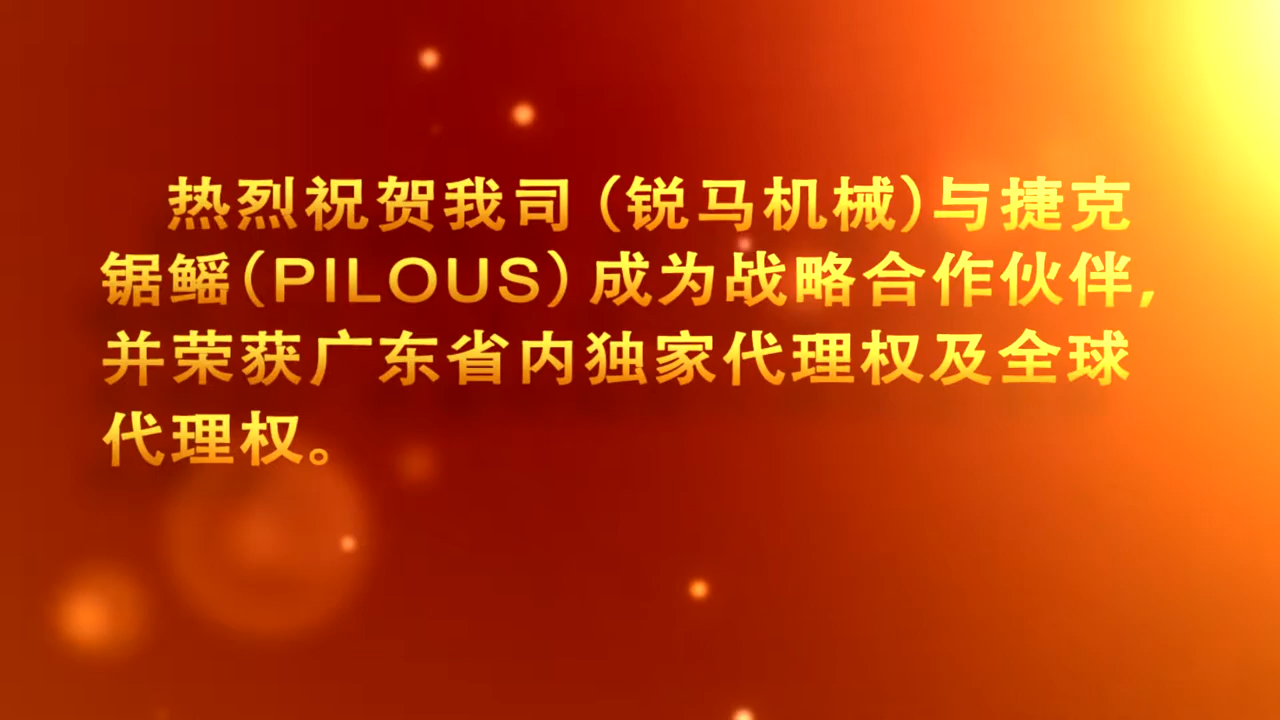 热烈祝贺我司（锐马机械）与捷克
锯鳐（PILOUS）成为战略合作伙伴，
并荣获广东省内独家代理权及全球
代理权。